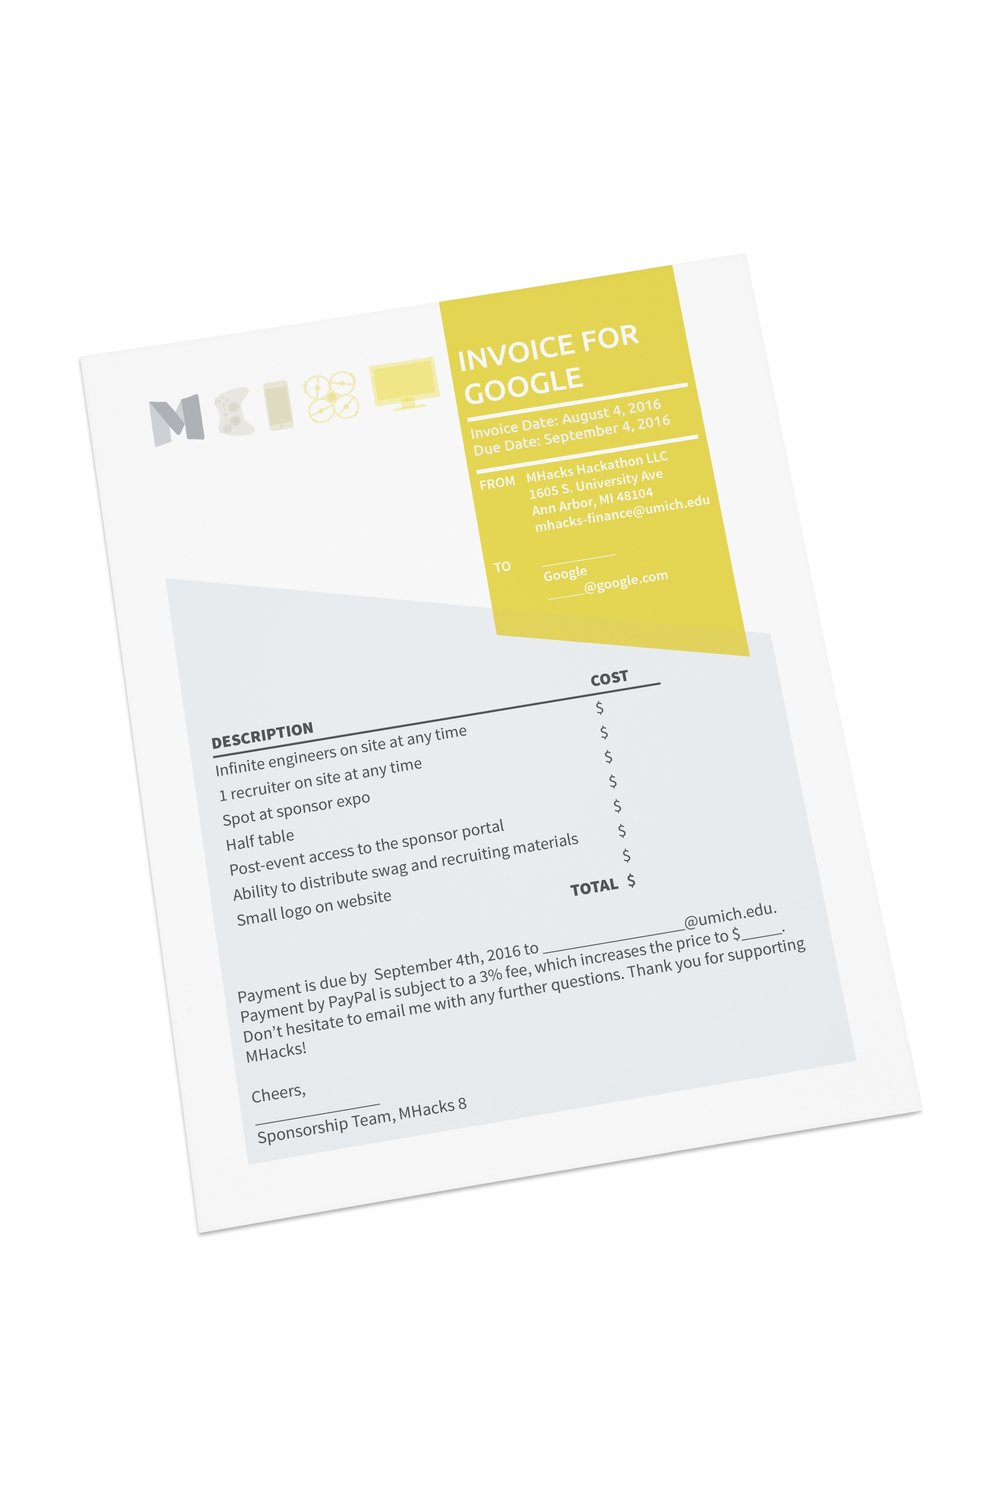 M
INVOICE FOR
GOOGLE
Invoice Date: August 4, 2016
Due Date: September 4, 2016
FROM MHacks Hackathon LLC
1605 S. University Ave
Ann Arbor, MI 48104
mhacks-finance@umich.edu
TO __________
Google
_____@google.com
DESCRIPTION COST
Infinite engineers on site at any time $
1 recruiter on site at any time $
Spot at sponsor expo $
Half table $
Post-event access to the sponsor portal $
Ability to distribute swag and recruiting materials $
Small logo on website $
TOTAL $
Payment is due by  September 4th, 2016 to _________________@umich.edu.
Payment by PayPal is subject to a 3% fee, which increases the price to $_____.
Don't hesitate to email me with any further questions. Thank you for supporting
MHacks!
Cheers,
_______________
Sponsorship Team, MHacks 8